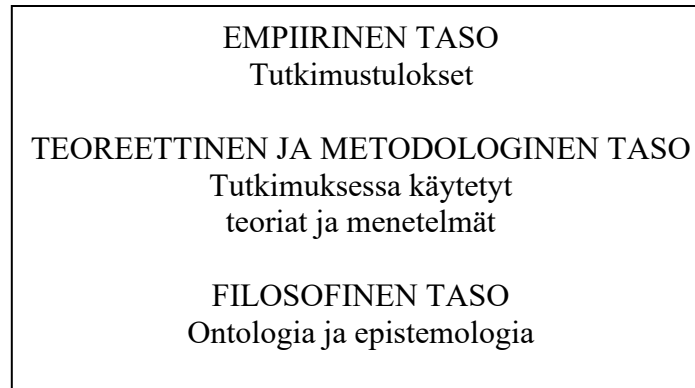 EMPIIRINEN TASO
Tutkimustulokset
TEOREETTINEN JA METODOLOGINEN TASO
Tutkimuksessa käytetyt
teoriat ja menetelmät
FILOSOFINEN TASO
Ontologia ja epistemologia